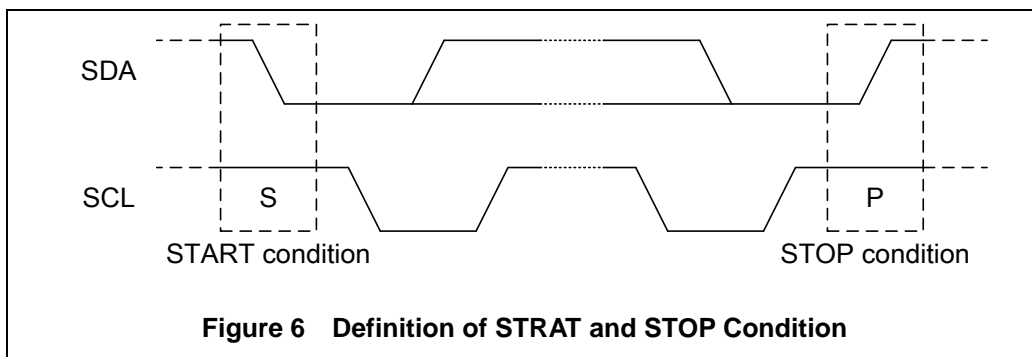 SDA
SCL
S
P
START condition
STOP condition
Figure 6 Definition of STRAT and STOP Condition